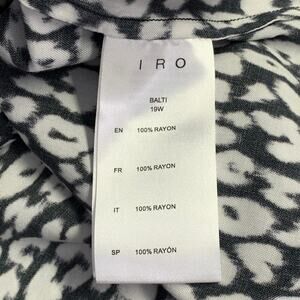 IRO
BALTI
19W
EN 100% RAYON
FR 100% RAYON
IT 100% RAYON
SP 100% RAYÓN